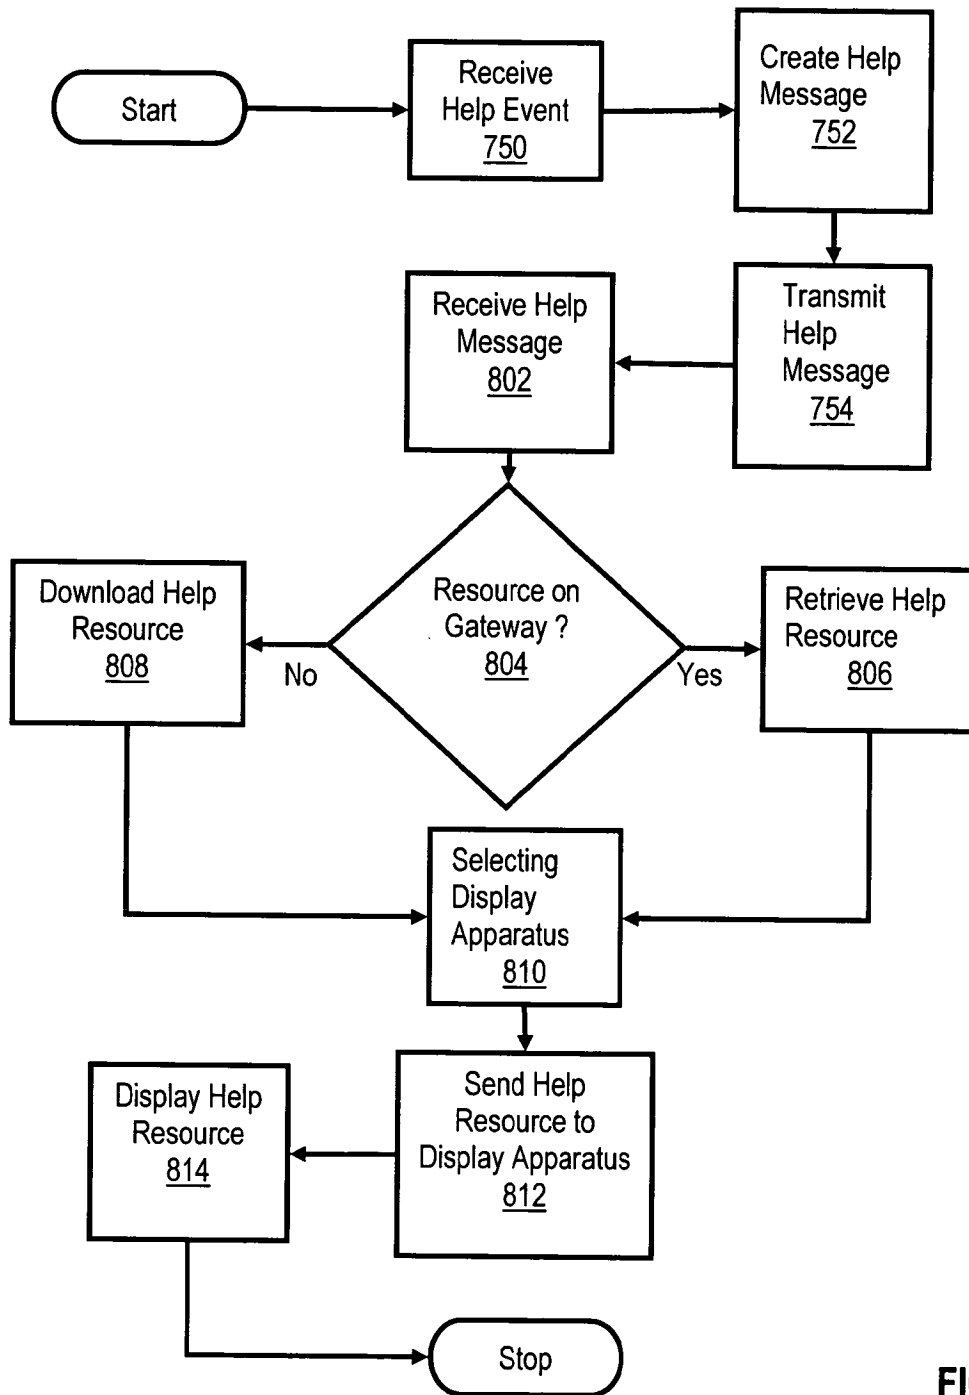 Start
Receive
Help Event
750
Create Help
Message
752
Transmit
Help
Message
754
Receive Help
Message
802
Resource on
Gateway ?
804
No
Yes
Download Help
Resource
808
Retrieve Help
Resource
806
Selecting
Display
Apparatus
810
Send Help
Resource to
Display Apparatus
812
Display Help
Resource
814
Stop